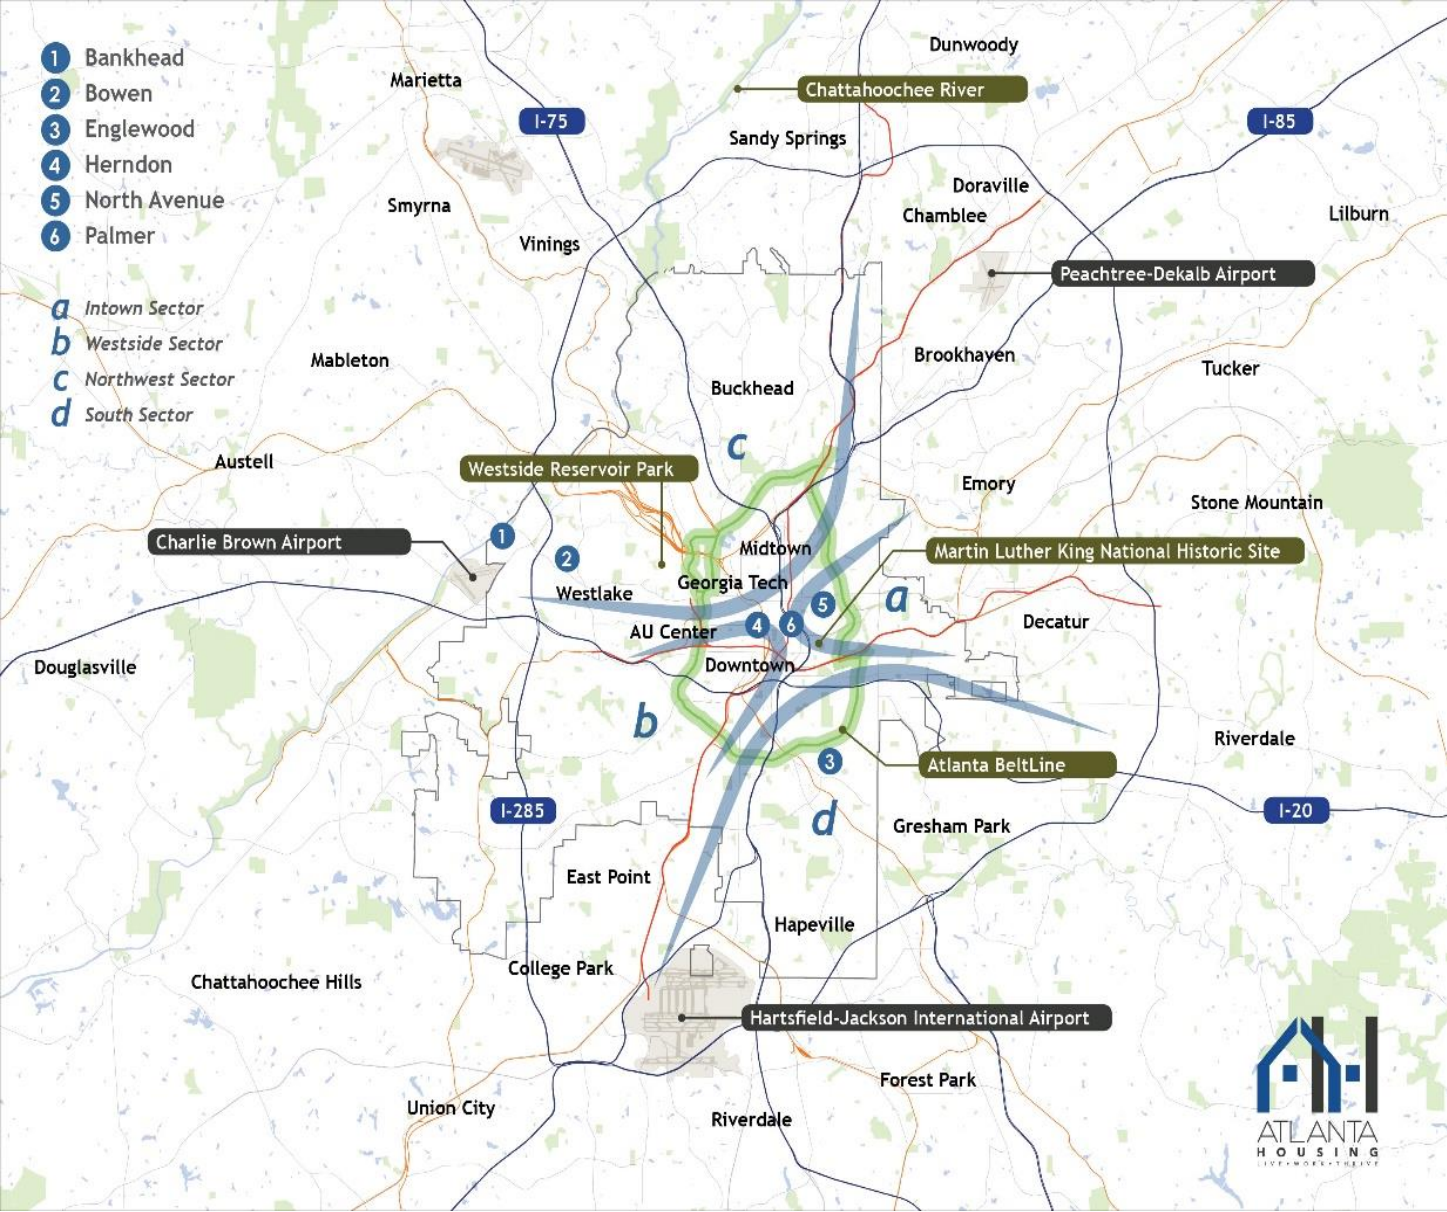 1 Bankhead
2 Bowen
3 Englewood
4 Herndon
5 North Avenue
6 Palmer
a Intown Sector
b Westside Sector
c Northwest Sector
d South Sector
Dunwoody
Marietta
Chattahoochee River
I-75
I-85
Sandy Springs
Doraville
Smyrna
Chamblee
Lilburn
Vinings
Peachtree-Dekalb Airport
Mableton
Brookhaven
Tucker
Buckhead
c
Austell
Westside Reservoir Park
Emory
Stone Mountain
1
Charlie Brown Airport
2
Midtown
Martin Luther King National Historic Site
Georgia Tech
Westlake
5
a
AU Center
4
6
Decatur
Douglasville
Downtown
b
Riverdale
3
Atlanta BeltLine
I-285
d
I-20
Gresham Park
East Point
Hapeville
College Park
Chattahoochee Hills
Hartsfield-Jackson International Airport
Forest Park
Union City
Riverdale
ATLANTA
HOUSING
LIVE•WORK•THRIVE